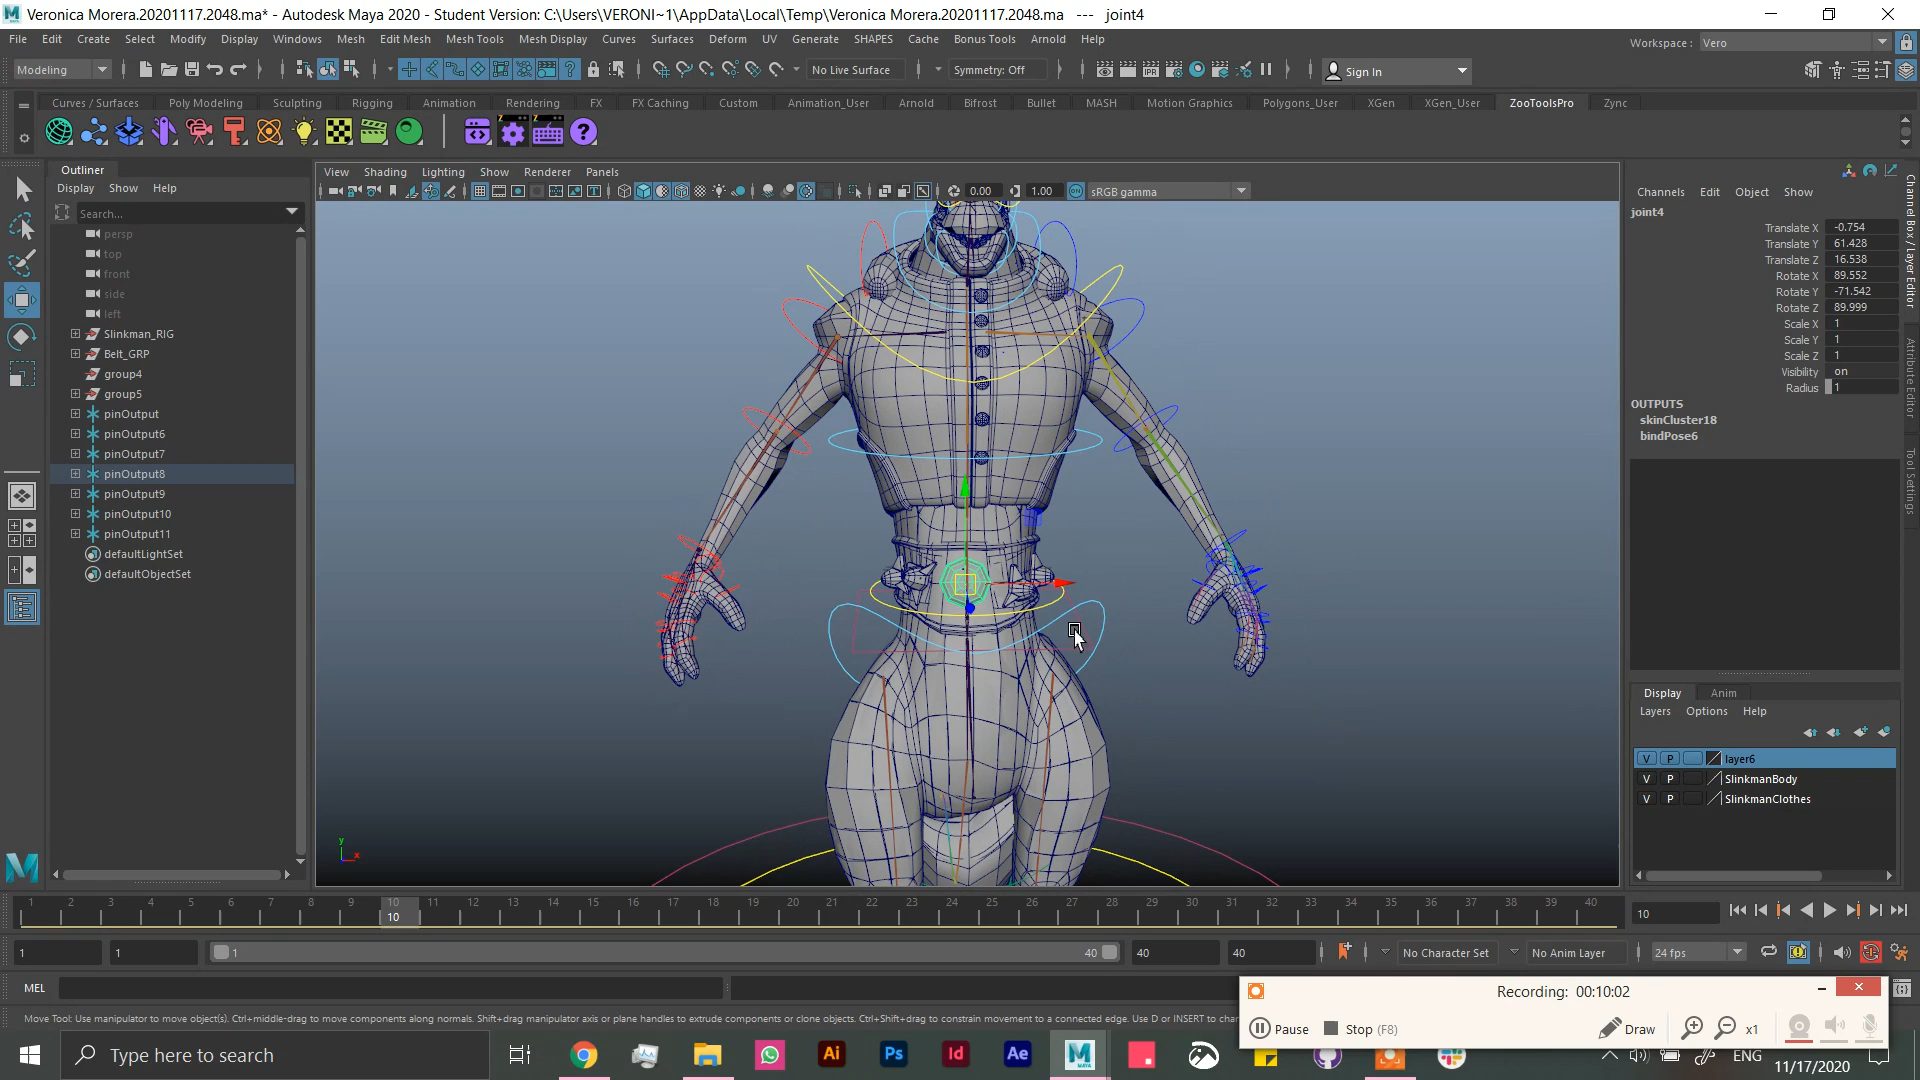 Veronica Morera.20201117.2048.ma* - Autodesk Maya 2020 - Student Version: C:\Users\VERONI~1\AppData\Local\Temp\Veronica Morera.20201117.2048.ma --- joint4
File Edit Create Select Modify Display Windows Mesh Edit Mesh Mesh Tools Mesh Display Curves Surfaces Deform UV Generate SHAPES Cache Bonus Tools Arnold Help
Workspace : Vero
Modeling No Live Surface Symmetry: Off Sign In
Curves / Surfaces Poly Modeling Sculpting Rigging Animation Rendering FX FX Caching Custom Animation_User Arnold Bifrost Bullet MASH Motion Graphics Polygons_User XGen XGen_User ZooToolsPro Zync
Outliner
Display Show Help
Search...
persp
top
front
side
left
Slinkman_RIG
Belt_GRP
group4
group5
pinOutput
pinOutput6
pinOutput7
pinOutput8
pinOutput9
pinOutput10
pinOutput11
defaultLightSet
defaultObjectSet
View Shading Lighting Show Renderer Panels
0.00 1.00 sRGB gamma
y
x
Channels Edit Object Show
joint4
Translate X -0.754
Translate Y 61.428
Translate Z 16.538
Rotate X 89.552
Rotate Y -71.542
Rotate Z 89.999
Scale X 1
Scale Y 1
Scale Z 1
Visibility on
Radius 1
OUTPUTS
skinCluster18
bindPose6
Channel Box / Layer Editor
Attribute Editor
Tool Settings
Display Anim
Layers Options Help
V P layer6
V P SlinkmanBody
V P SlinkmanClothes
1 2 3 4 5 6 7 8 9 10 11 12 13 14 15 16 17 18 19 20 21 22 23 24 25 26 27 28 29 30 31 32 33 34 35 36 37 38 39 40
10 10
1 1 1 40 40 40 No Character Set No Anim Layer 24 fps
MEL
Recording: 00:10:02
Pause Stop (F8) Draw x1
Move Tool: Use manipulator to move object(s). Ctrl+middle-drag to move components along normals. Shift+drag manipulator axis or plane handles to extrude components or clone objects. Ctrl+Shift+drag to constrain movement to a connected edge. Use D or INSERT to
Type here to search
Ai Ps Id Ae M
ENG
11/17/2020